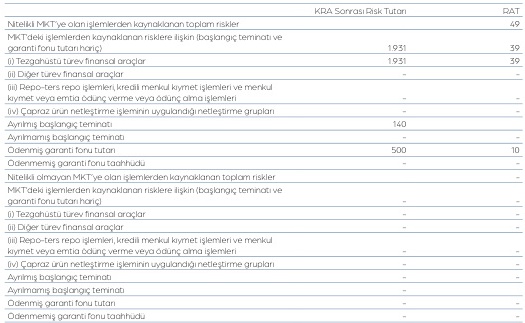 KRA Sonrası Risk Tutarı RAT
Nitelikli MKT'ye olan işlemlerden kaynaklanan toplam riskler 49
MKT'deki işlemlerden kaynaklanan risklere ilişkin (başlangıç teminatı ve
garanti fonu tutarı hariç) 1.931 39
(i) Tezgahüstü türev finansal araçlar 1.931 39
(ii) Diğer türev finansal araçlar – –
(iii) Repo-ters repo işlemleri, kredili menkul kıymet işlemleri ve menkul
kıymet veya emtia ödünç verme veya ödünç alma işlemleri – –
(iv) Çapraz ürün netleştirme işleminin uygulandığı netleştirme grupları – –
Ayrılmış başlangıç teminatı 140
Ayrılmamış başlangıç teminatı – –
Ödenmiş garanti fonu tutarı 500 10
Ödenmemiş garanti fonu taahhüdü – –
Nitelikli olmayan MKT'ye olan işlemlerden kaynaklanan toplam riskler –
MKT'deki işlemlerden kaynaklanan risklere ilişkin (başlangıç teminatı ve
garanti fonu tutarı hariç) – –
(i) Tezgahüstü türev finansal araçlar – –
(ii) Diğer türev finansal araçlar – –
(iii) Repo-ters repo işlemleri, kredili menkul kıymet işlemleri ve menkul
kıymet veya emtia ödünç verme veya ödünç alma işlemleri – –
(iv) Çapraz ürün netleştirme işleminin uygulandığı netleştirme grupları – –
Ayrılmış başlangıç teminatı – –
Ayrılmamış başlangıç teminatı – –
Ödenmiş garanti fonu tutarı – –
Ödenmemiş garanti fonu taahhüdü – –